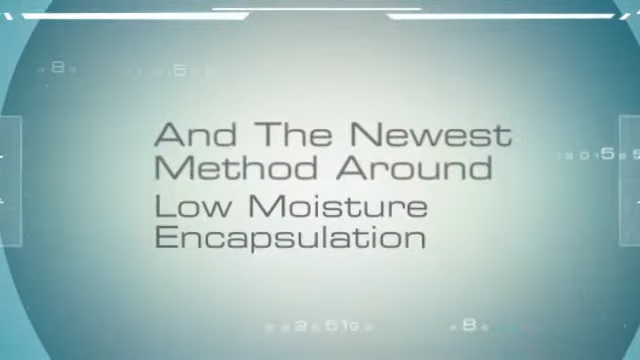 And The Newest
Method Around
Low Moisture
Encapsulation